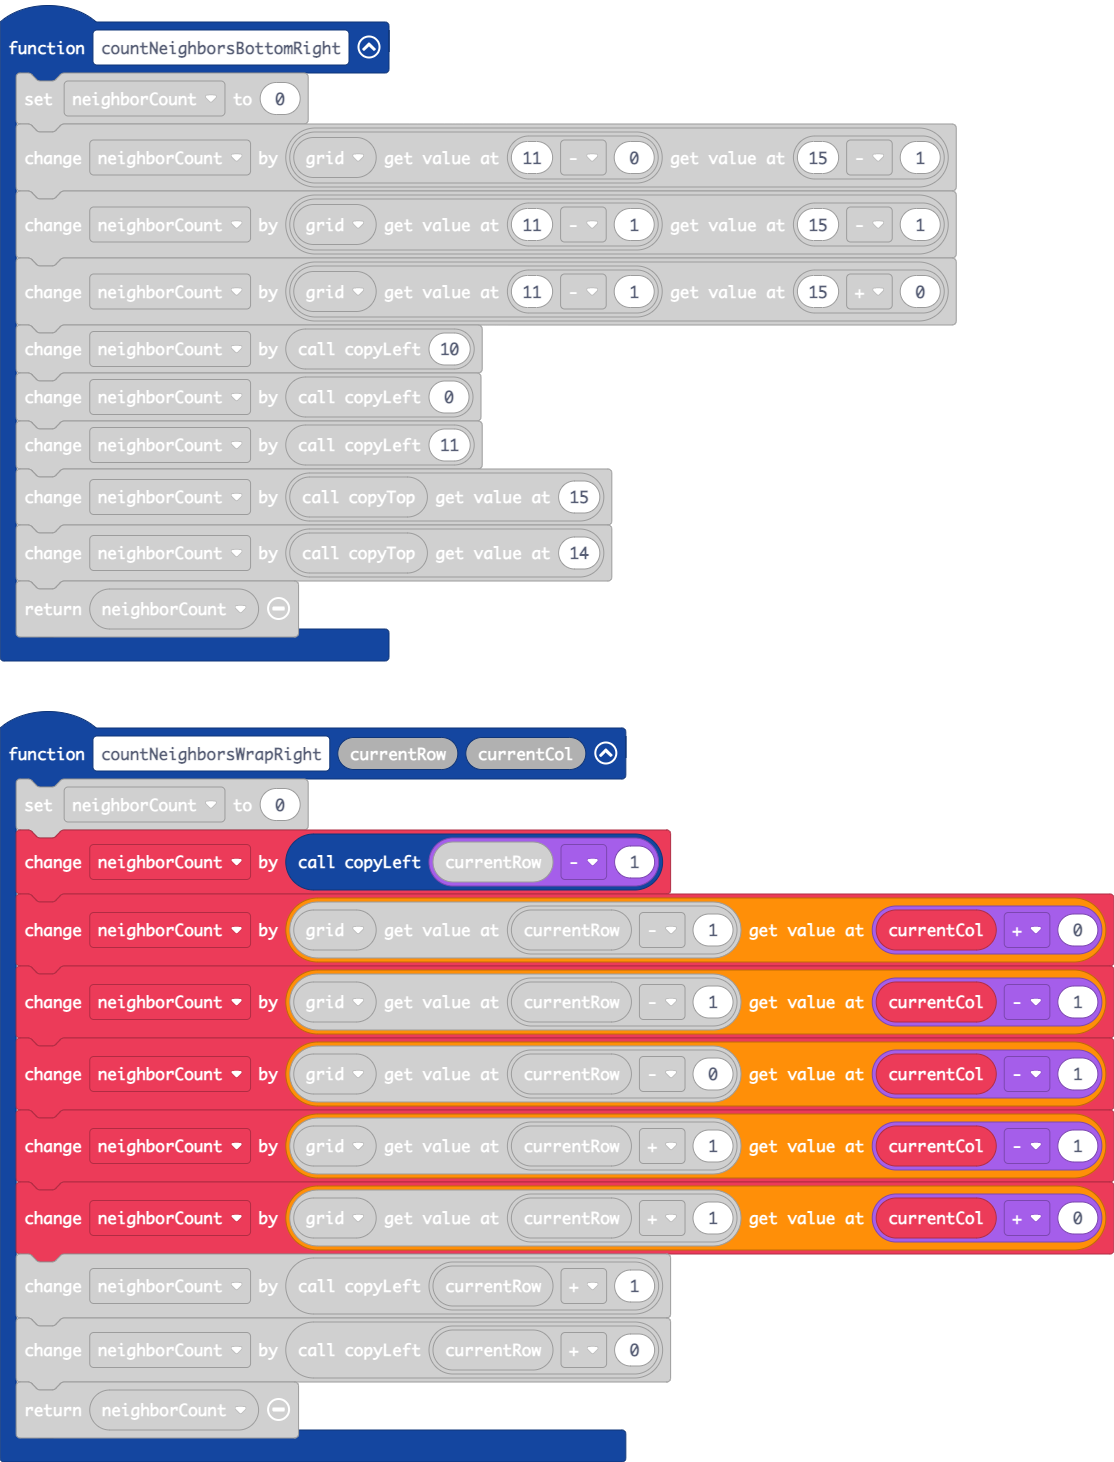 function countNeighborsBottomRight
set neighborCount to 0
change neighborCount by grid get value at 11 - 0 get value at 15 - 1
change neighborCount by grid get value at 11 - 1 get value at 15 - 1
change neighborCount by grid get value at 11 - 1 get value at 15 + 0
change neighborCount by call copyLeft 10
change neighborCount by call copyLeft 0
change neighborCount by call copyLeft 11
change neighborCount by call copyTop get value at 15
change neighborCount by call copyTop get value at 14
return neighborCount
function countNeighborsWrapRight currentRow currentCol
set neighborCount to 0
change neighborCount by call copyLeft currentRow - 1
change neighborCount by grid get value at currentRow - 1 get value at currentCol + 0
change neighborCount by grid get value at currentRow - 1 get value at currentCol - 1
change neighborCount by grid get value at currentRow - 0 get value at currentCol - 1
change neighborCount by grid get value at currentRow + 1 get value at currentCol - 1
change neighborCount by grid get value at currentRow + 1 get value at currentCol + 0
change neighborCount by call copyLeft currentRow + 1
change neighborCount by call copyLeft currentRow + 0
return neighborCount